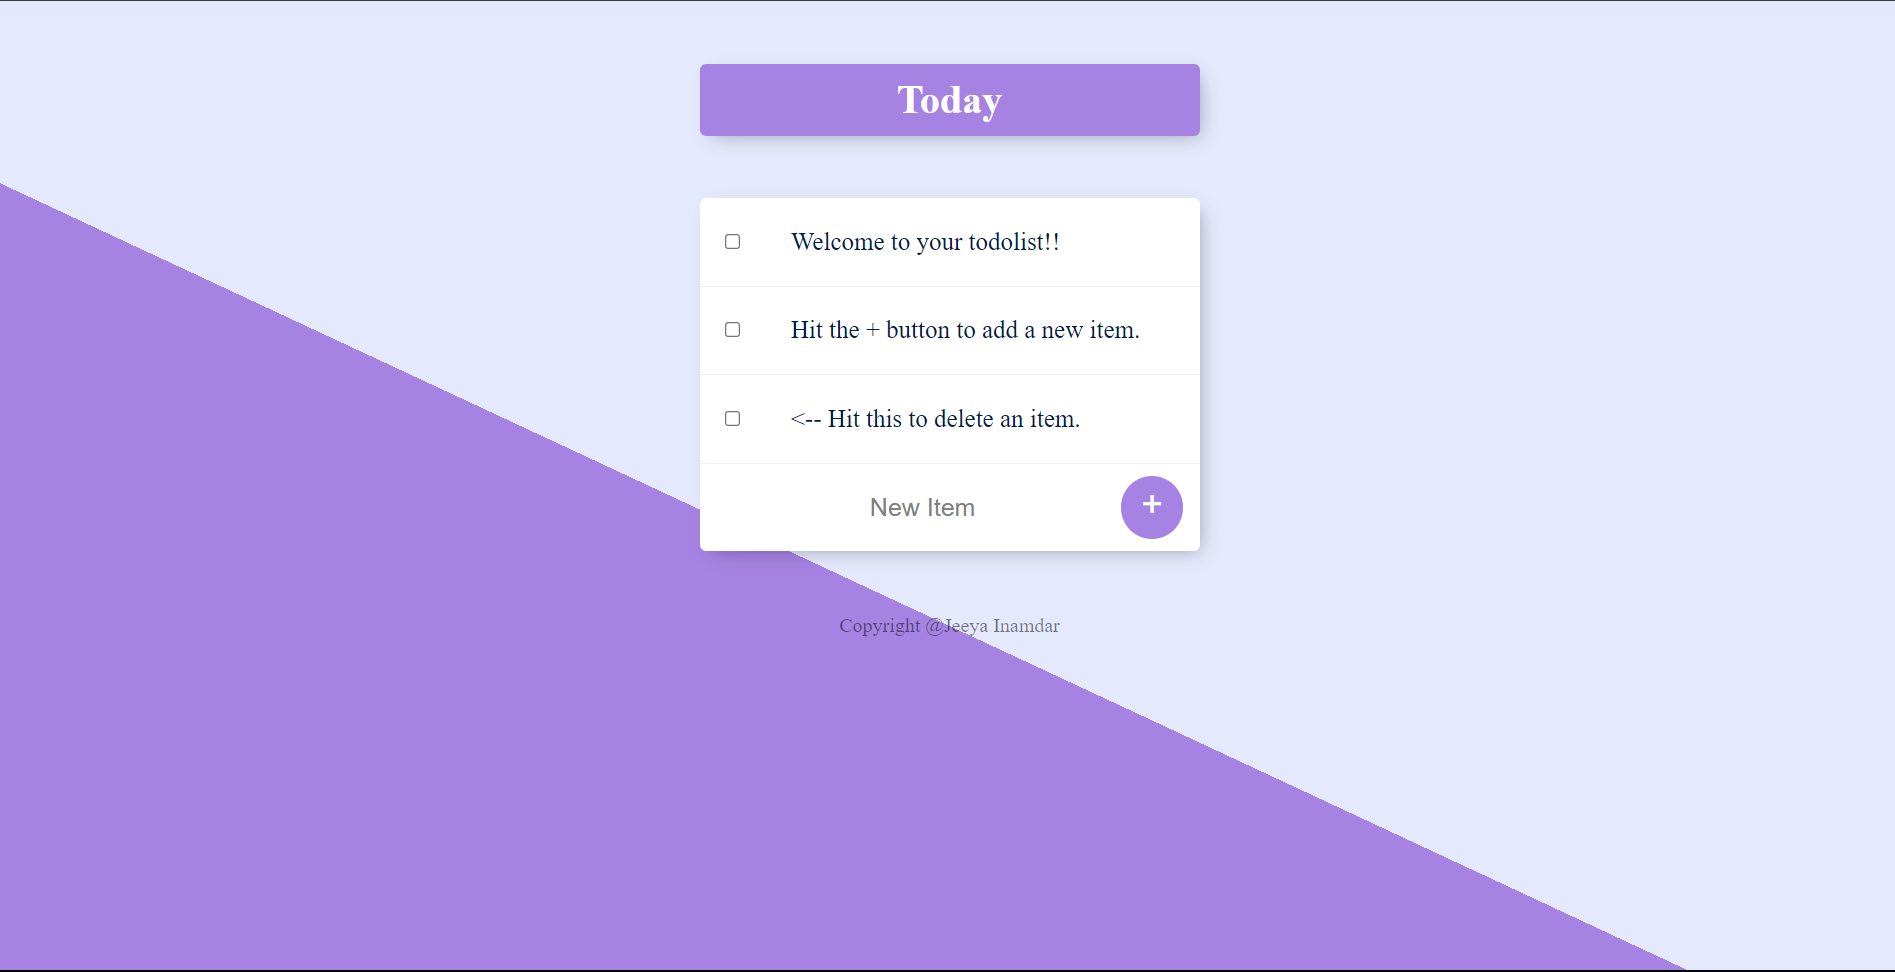 Today
Welcome to your todolist!!
Hit the + button to add a new item.
<-- Hit this to delete an item.
New Item +
Copyright @Jeeya Inamdar